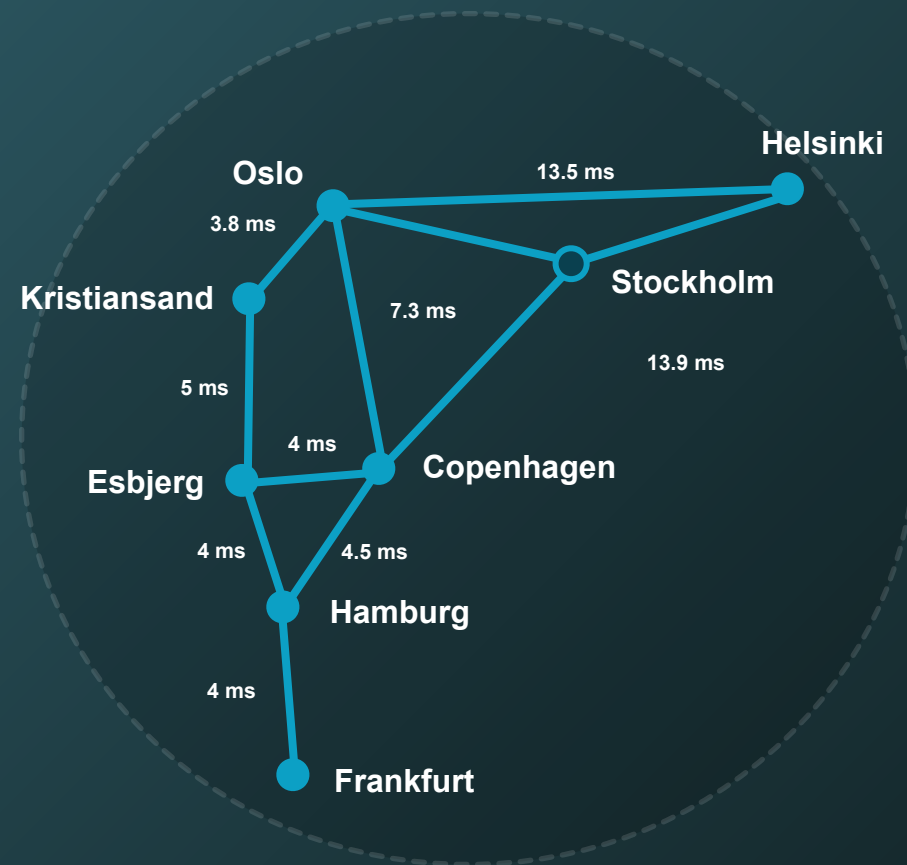 Helsinki
Oslo
13.5 ms
3.8 ms
Stockholm
Kristiansand
7.3 ms
13.9 ms
5 ms
4 ms
Copenhagen
Esbjerg
4 ms
4.5 ms
Hamburg
4 ms
Frankfurt